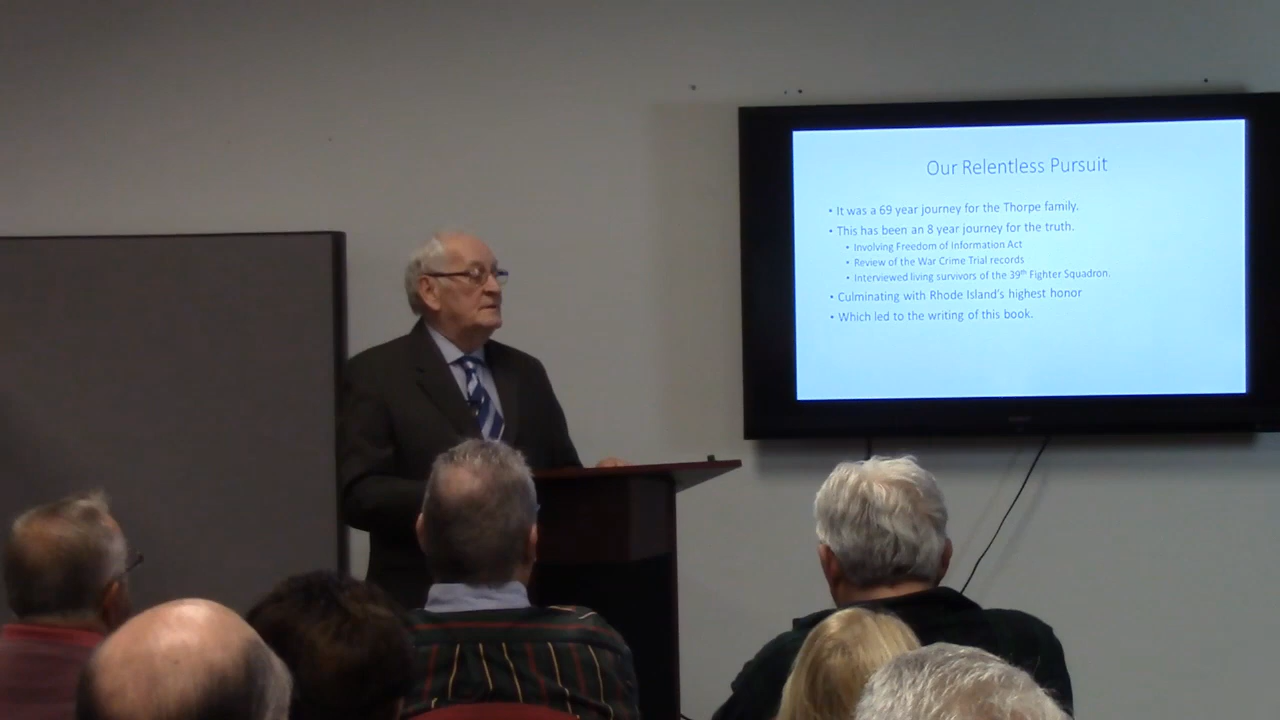 Our Relentless Pursuit
• It was a 69 year journey for the Thorpe family.
• This has been an 8 year journey for the truth.
• Involving Freedom of Information Act
• Review of the War Crime Trial records
• Interviewed living survivors of the 39th Fighter Squadron.
• Culminating with Rhode Island's highest honor
• Which led to the writing of this book.